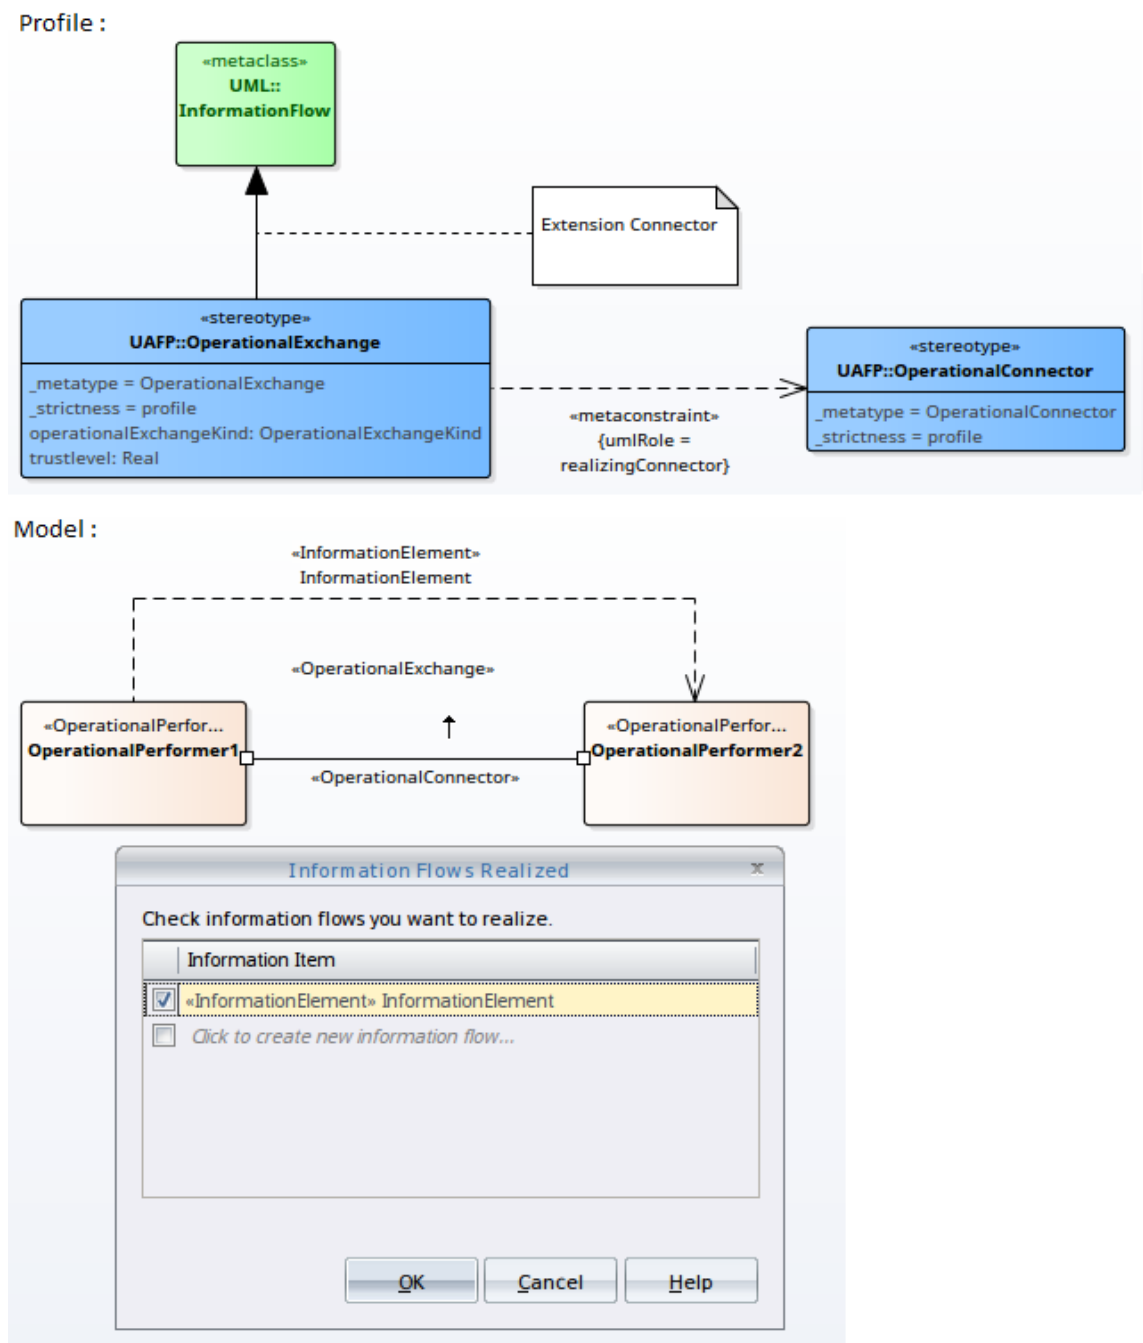 Profile :
«metaclass»
UML::
InformationFlow
Extension Connector
«stereotype»
UAFP::OperationalExchange
_metatype = OperationalExchange
_strictness = profile
operationalExchangeKind: OperationalExchangeKind
trustlevel: Real
«metaconstraint»
{umlRole =
realizingConnector}
«stereotype»
UAFP::OperationalConnector
_metatype = OperationalConnector
_strictness = profile
Model :
«InformationElement»
InformationElement
«OperationalExchange»
«OperationalPerfor...
OperationalPerformer1
«OperationalConnector»
«OperationalPerfor...
OperationalPerformer2
Information Flows Realized
x
Check information flows you want to realize.
Information Item
«InformationElement» InformationElement
Click to create new information flow...
OK
Cancel
Help